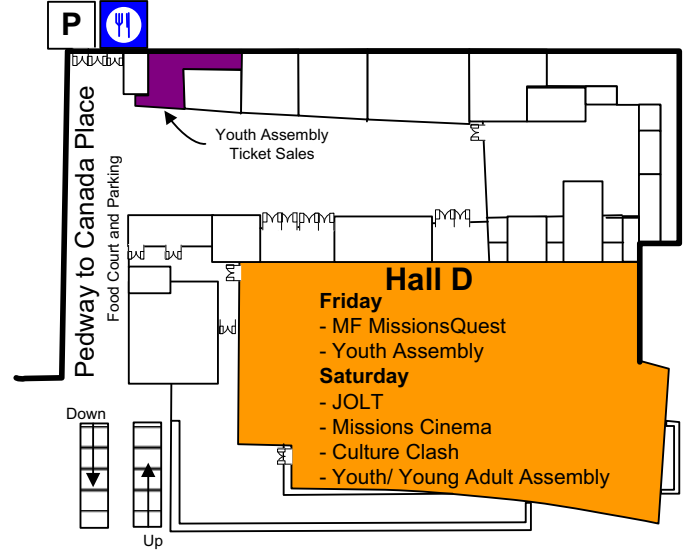 P
Youth Assembly
Ticket Sales
Pedway to Canada Place
Food Court and Parking
Hall D
Friday
- MF MissionsQuest
- Youth Assembly
Saturday
- JOLT
- Missions Cinema
- Culture Clash
- Youth/ Young Adult Assembly
Down
Up